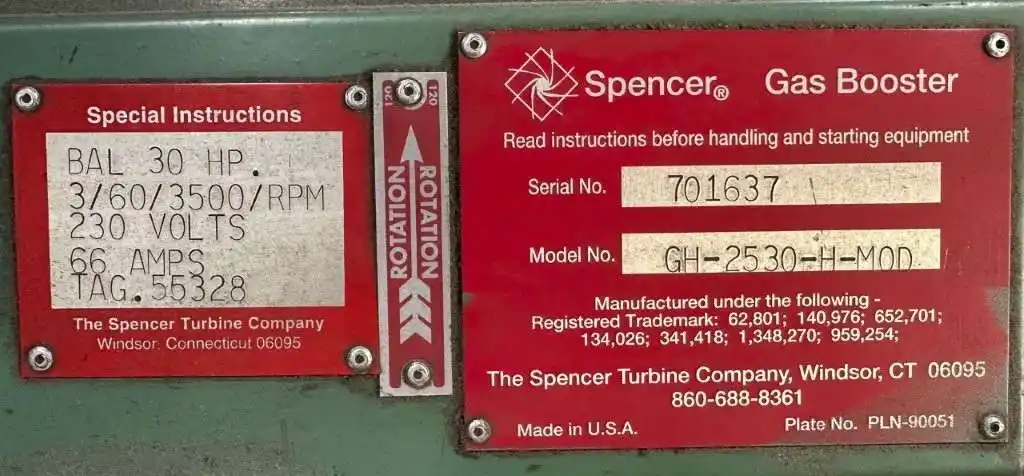 Special Instructions
BAL 30 HP.
3/60/3500/RPM
230 VOLTS
66 AMPS
TAG.55328
The Spencer Turbine Company
Windsor, Connecticut 06095
120 120
ROTATION ROTATION
Spencer® Gas Booster
Read instructions before handling and starting equipment
Serial No. 701637
Model No. GH-2530-H-MOD
Manufactured under the following -
Registered Trademark: 62,801; 140,976; 652,701;
134,026; 341,418; 1,348,270; 959,254;
The Spencer Turbine Company, Windsor, CT 06095
860-688-8361
Made in U.S.A. Plate No. PLN-90051